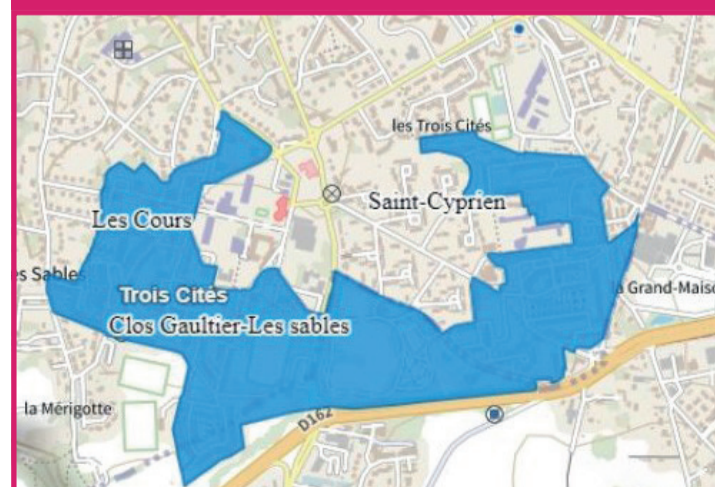 les Trois Cités
Saint-Cyprien
Les Cours
es Sables
Trois Cités
a Grand-Maiso
Clos Gaultier-Les sables
la Mérigotte
D162